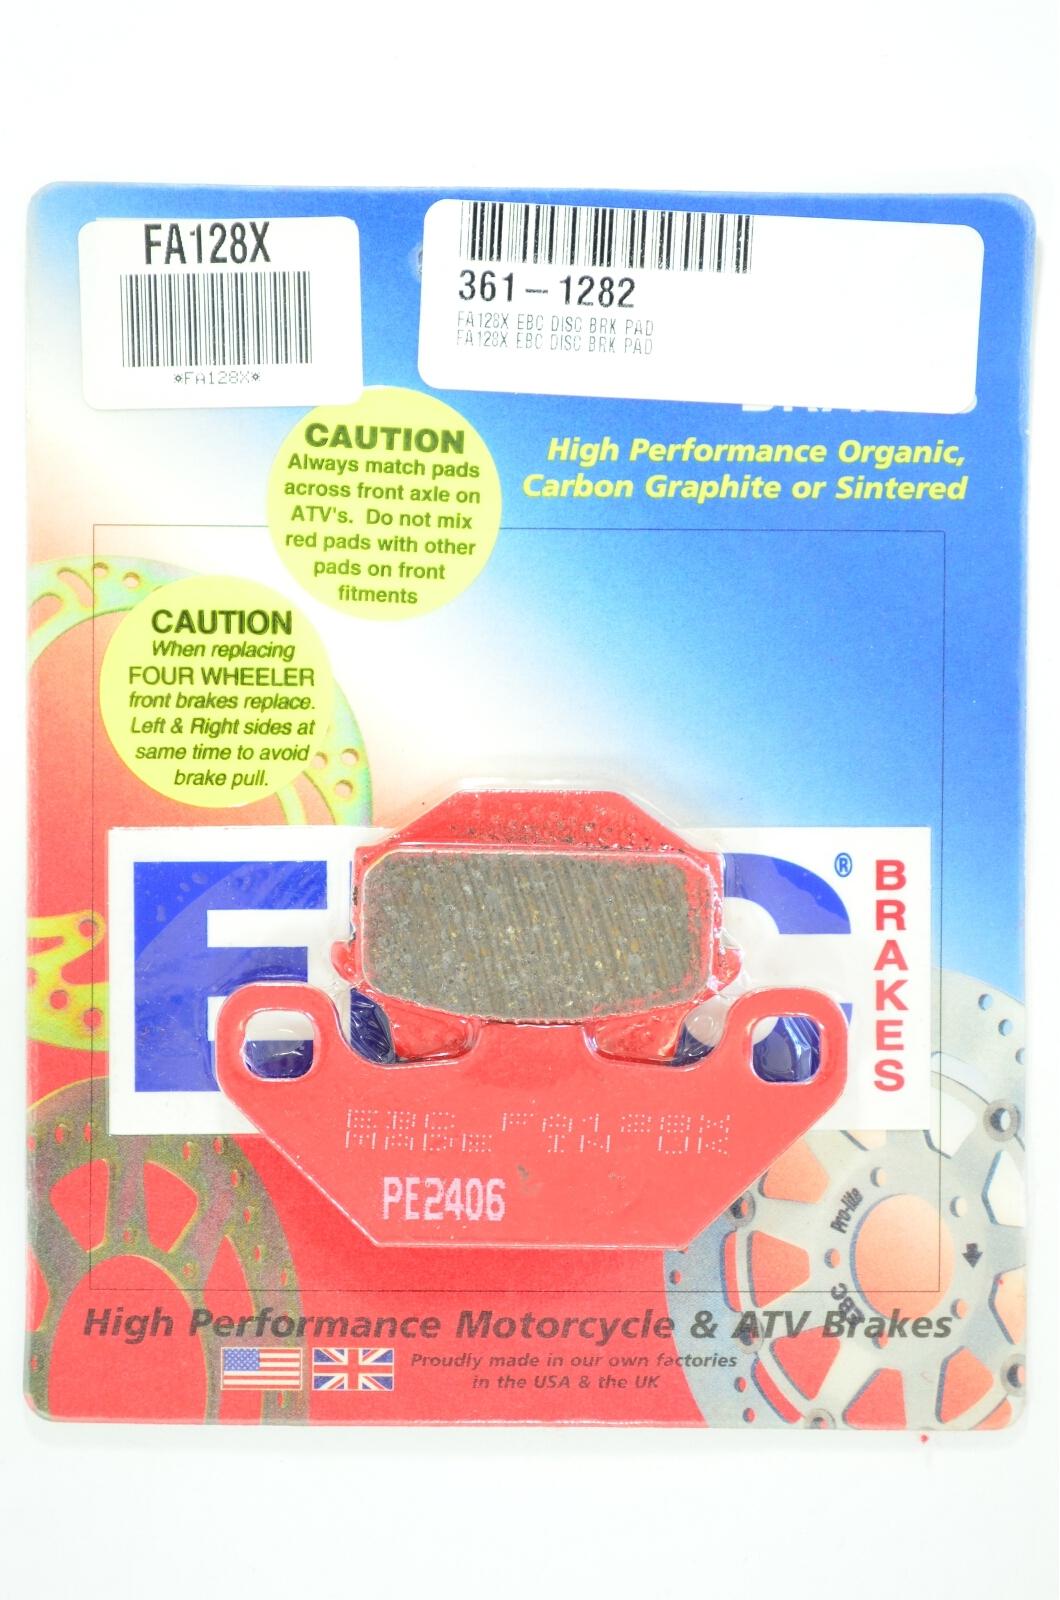 FA128X
*FA128X*
361-1282
FA128X EBC DISC BRK PAD
FA128X EBC DISC BRK PAD
High Performance Organic,
Carbon Graphite or Sintered
CAUTION
Always match pads
across front axle on
ATV's. Do not mix
red pads with other
pads on front
fitments
CAUTION
When replacing
FOUR WHEELER
front brakes replace.
Left & Right sides at
same time to avoid
brake pull.
EBC®
BRAKES
EBC FA128X
PE2406
Pro-lite
EBC
High Performance Motorcycle & ATV Brakes
Proudly made in our own factories
in the USA & the UK